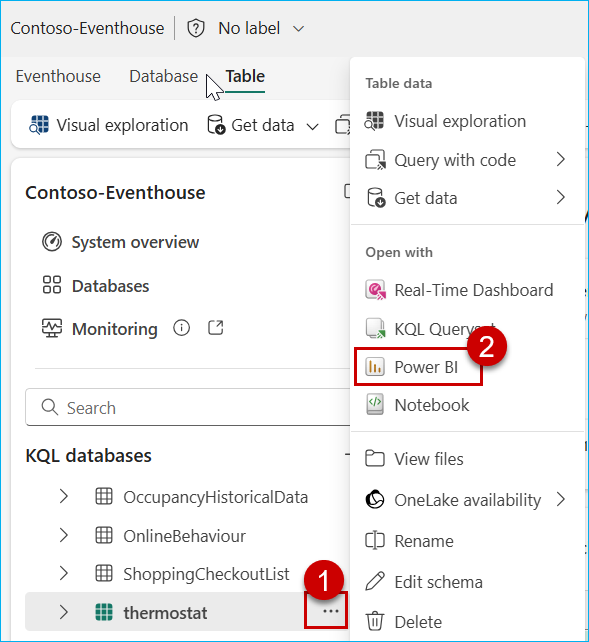 Contoso-Eventhouse
No label
Eventhouse
Database
Table
Visual exploration
Get data
Contoso-Eventhouse
System overview
Databases
Monitoring
Search
KQL databases
OccupancyHistoricalData
OnlineBehaviour
ShoppingCheckoutList
thermostat
1
Table data
Visual exploration
Query with code
Get data
Open with
Real-Time Dashboard
KQL Queryset
2
Power BI
Notebook
View files
OneLake availability
Rename
Edit schema
Delete